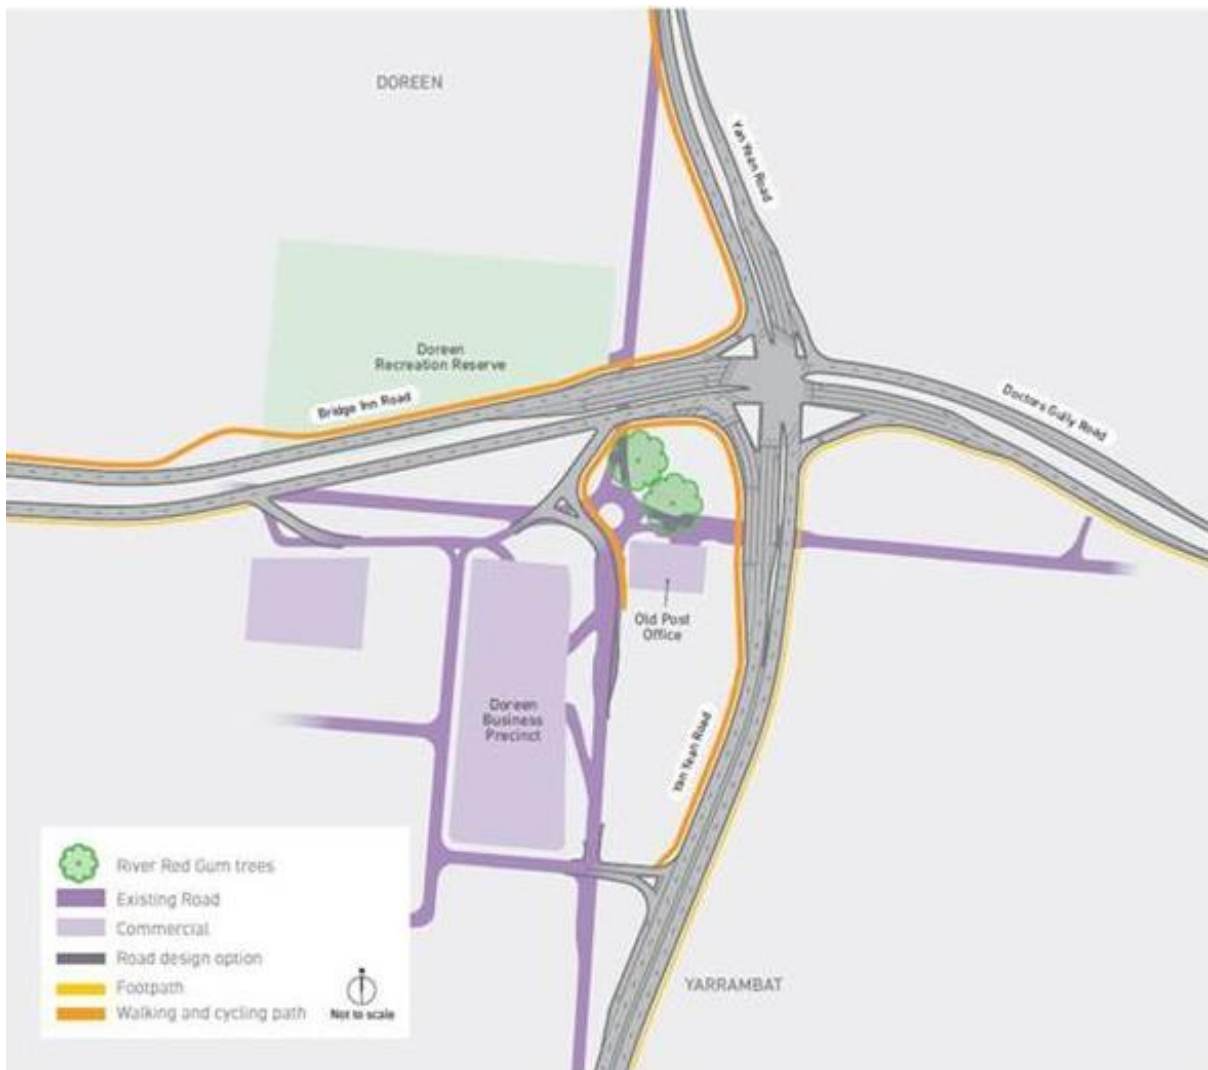 DOREEN
Yan Yean Road
Doreen
Recreation Reserve
Bridge Inn Road
Doctors Gully Road
Old Post
Office
Doreen
Business
Precinct
Yan Yean Road
River Red Gum trees
Existing Road
Commercial
Road design option
Footpath
Walking and cycling path
Not to scale
YARRAMBAT